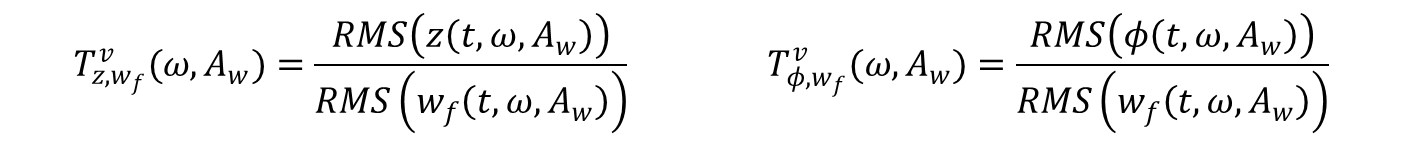 T^v_{z,w_f}(ω, A_w) = RMS(z(t, ω, A_w)) / RMS(w_f(t, ω, A_w))
T^v_{ϕ,w_f}(ω, A_w) = RMS(ϕ(t, ω, A_w)) / RMS(w_f(t, ω, A_w))